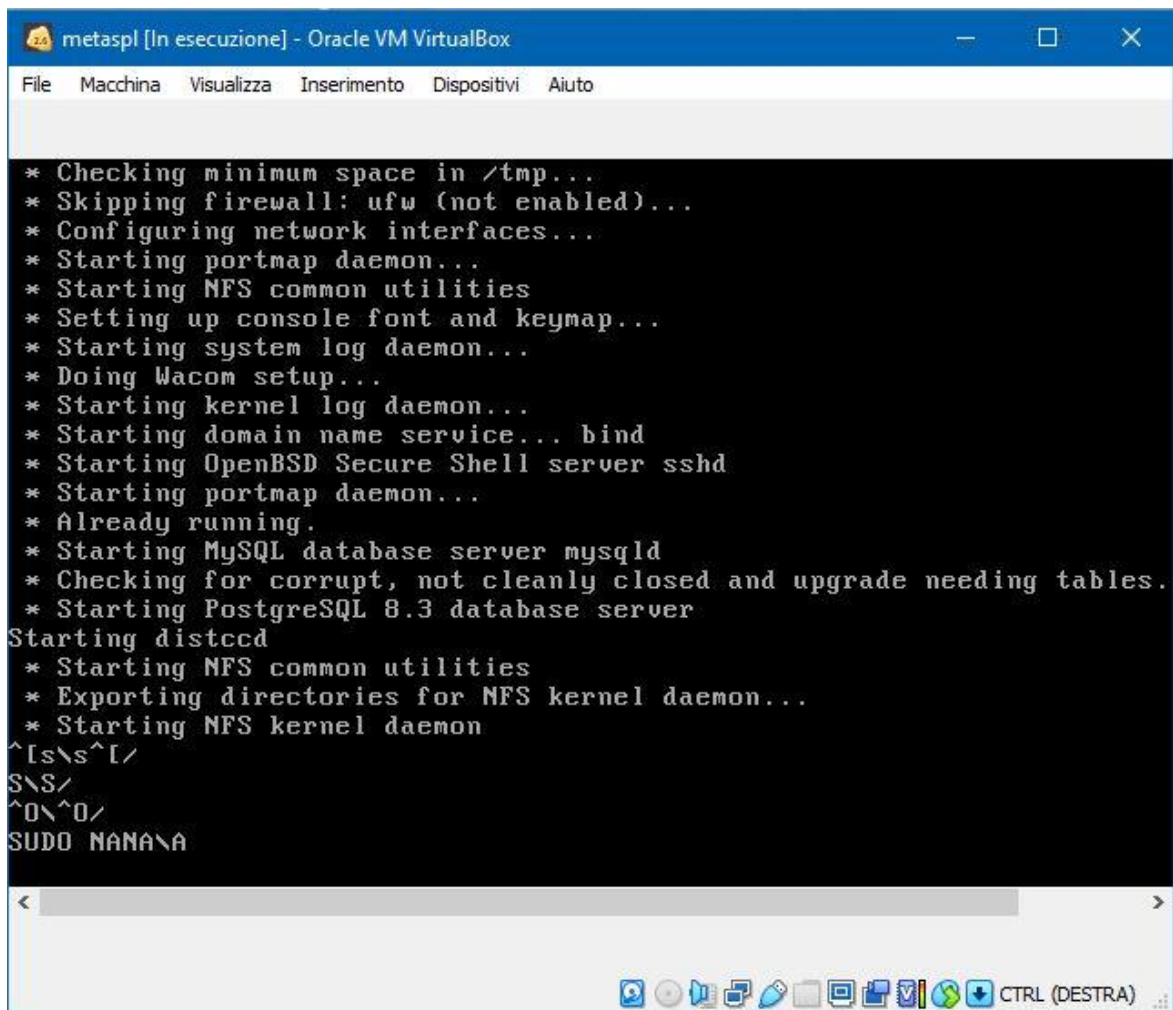 metaspl [In esecuzione] - Oracle VM VirtualBox
File Macchina Visualizza Inserimento Dispositivi Aiuto
* Checking minimum space in /tmp...
* Skipping firewall: ufw (not enabled)...
* Configuring network interfaces...
* Starting portmap daemon...
* Starting NFS common utilities
* Setting up console font and keymap...
* Starting system log daemon...
* Doing Wacom setup...
* Starting kernel log daemon...
* Starting domain name service... bind
* Starting OpenBSD Secure Shell server sshd
* Starting portmap daemon...
* Already running.
* Starting MySQL database server mysqld
* Checking for corrupt, not cleanly closed and upgrade needing tables.
* Starting PostgreSQL 8.3 database server
Starting distccd
* Starting NFS common utilities
* Exporting directories for NFS kernel daemon...
* Starting NFS kernel daemon
^[s\s^[/
S\S/
^O\^O/
SUDO NANA\A
CTRL (DESTRA)